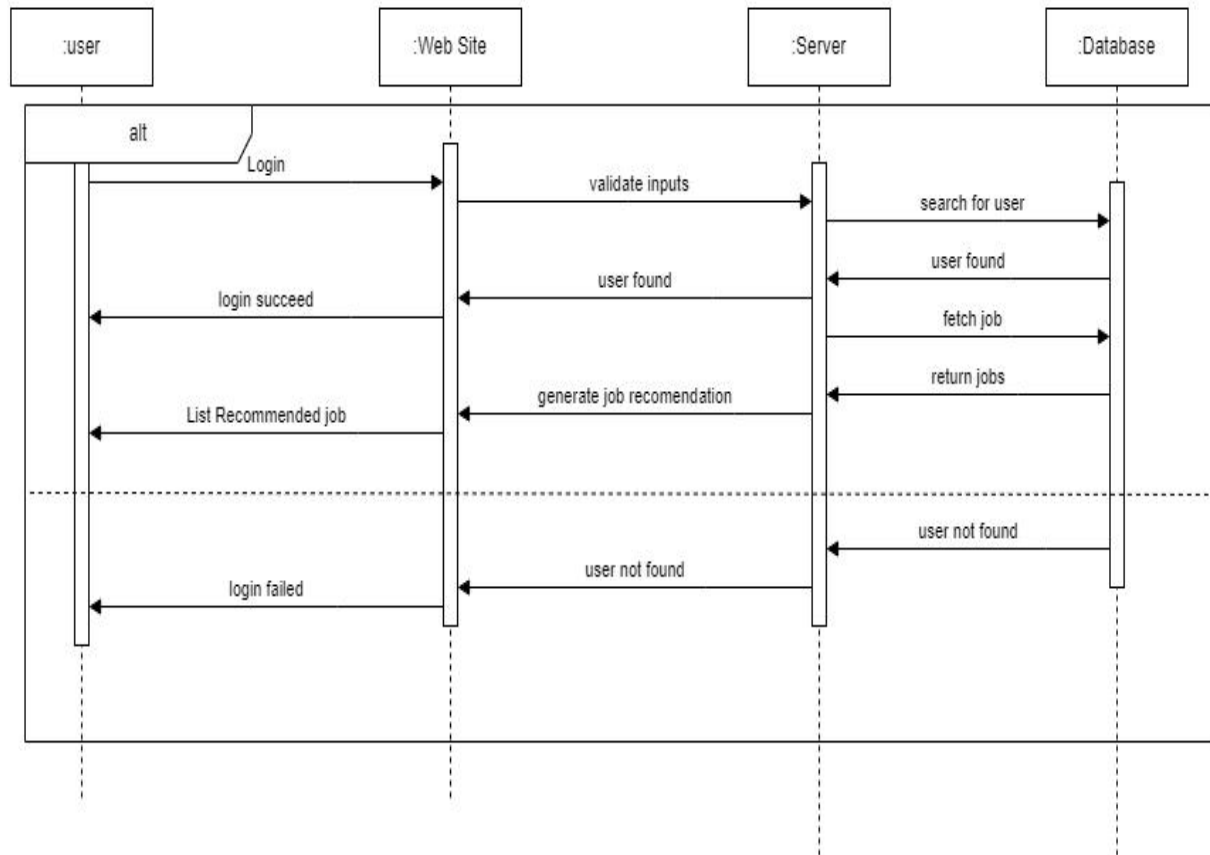 :user
:Web Site
:Server
:Database
alt
Login
validate inputs
search for user
user found
user found
login succeed
fetch job
return jobs
generate job recomendation
List Recommended job
user not found
user not found
login failed